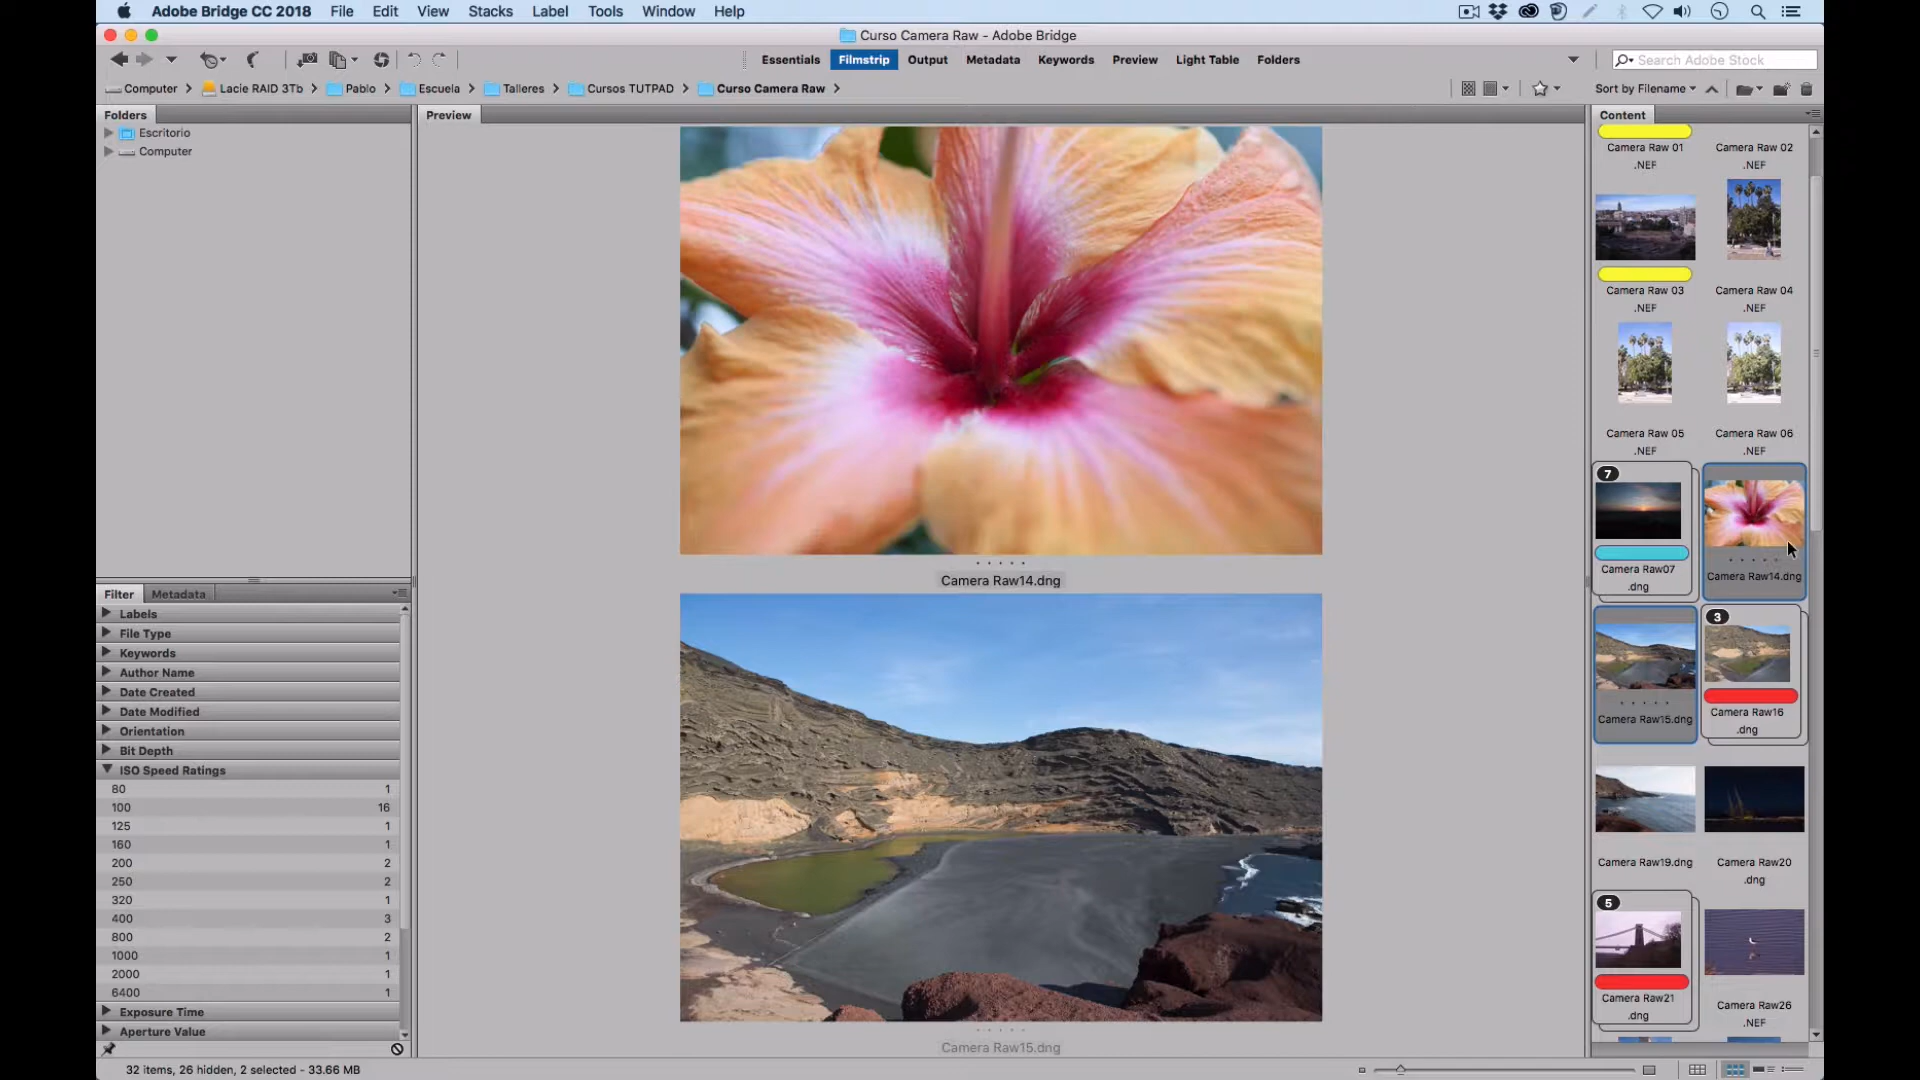 Adobe Bridge CC 2018 File Edit View Stacks Label Tools Window Help
Curso Camera Raw - Adobe Bridge
Essentials Filmstrip Output Metadata Keywords Preview Light Table Folders
Search Adobe Stock
Computer Lacie RAID 3Tb Pablo Escuela Talleres Cursos TUTPAD Curso Camera Raw
Sort by Filename
Folders
Escritorio
Computer
Filter Metadata
Labels
File Type
Keywords
Author Name
Date Created
Date Modified
Orientation
Bit Depth
ISO Speed Ratings
80 1
100 16
125 1
160 1
200 2
250 2
320 1
400 3
800 2
1000 1
2000 1
6400 1
Exposure Time
Aperture Value
32 items, 26 hidden, 2 selected - 33.66 MB
Preview
Camera Raw14.dng
Camera Raw15.dng
Content
Camera Raw 01
.NEF
Camera Raw 02
.NEF
Camera Raw 03
.NEF
Camera Raw 04
.NEF
Camera Raw 05
.NEF
Camera Raw 06
.NEF
7
Camera Raw07
.dng
Camera Raw14.dng
Camera Raw15.dng
3
Camera Raw16
.dng
Camera Raw19.dng
Camera Raw20
.dng
5
Camera Raw21
.dng
Camera Raw26
.NEF